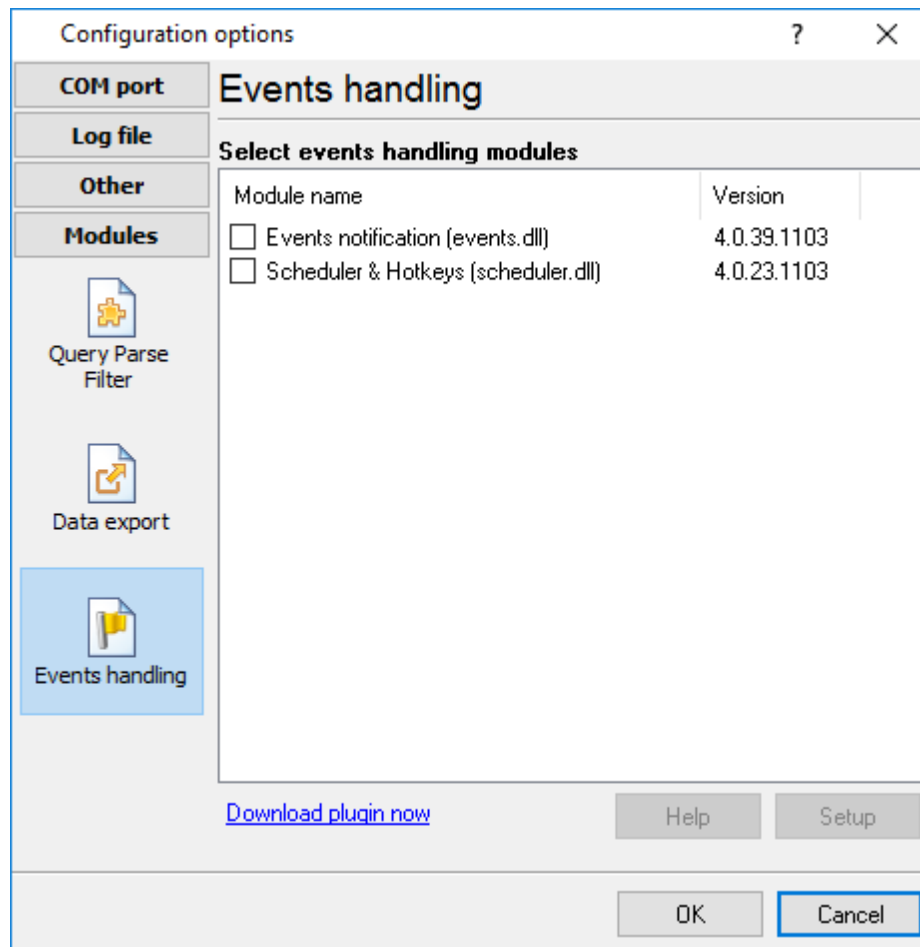 Configuration options
?
COM port
Log file
Other
Modules
Query Parse
Filter
Data export
Events handling
Events handling
Select events handling modules
Module name Version
Events notification (events.dll) 4.0.39.1103
Scheduler & Hotkeys (scheduler.dll) 4.0.23.1103
Download plugin now
Help Setup
OK Cancel